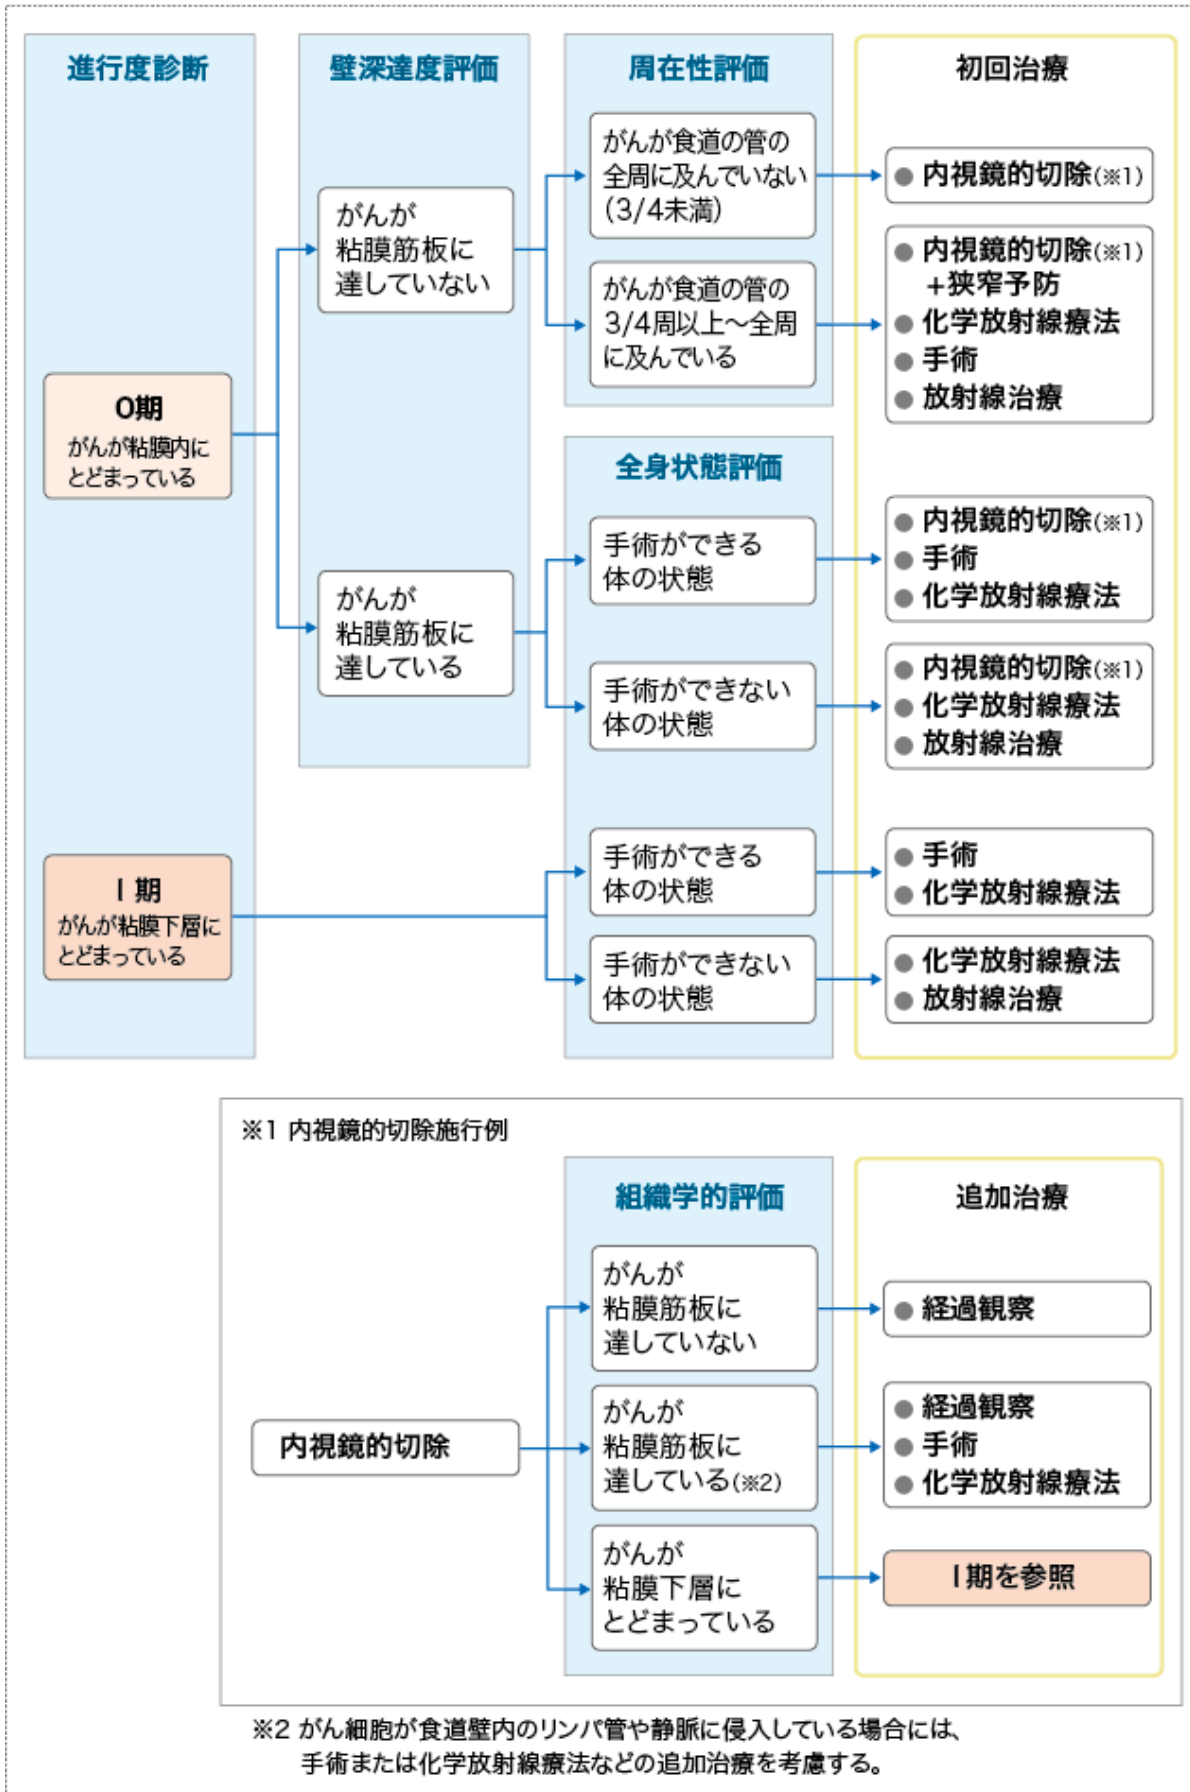 進行度診断
壁深達度評価
周在性評価
初回治療
0期
がんが粘膜内に
とどまっている
がんが
粘膜筋板に
達していない
がんが食道の管の
全周に及んでいない
(3/4未満)
● 内視鏡的切除(※1)
がんが食道の管の
3/4周以上～全周
に及んでいる
● 内視鏡的切除(※1)
+狭窄予防
● 化学放射線療法
● 手術
● 放射線治療
がんが
粘膜筋板に
達している
全身状態評価
手術ができる
体の状態
● 内視鏡的切除(※1)
● 手術
● 化学放射線療法
手術ができない
体の状態
● 内視鏡的切除(※1)
● 化学放射線療法
● 放射線治療
I期
がんが粘膜下層に
とどまっている
手術ができる
体の状態
● 手術
● 化学放射線療法
手術ができない
体の状態
● 化学放射線療法
● 放射線治療
※1 内視鏡的切除施行例
組織学的評価
追加治療
内視鏡的切除
がんが
粘膜筋板に
達していない
● 経過観察
がんが
粘膜筋板に
達している(※2)
● 経過観察
● 手術
● 化学放射線療法
がんが
粘膜下層に
とどまっている
I期を参照
※2 がん細胞が食道壁内のリンパ管や静脈に侵入している場合には、
手術または化学放射線療法などの追加治療を考慮する。